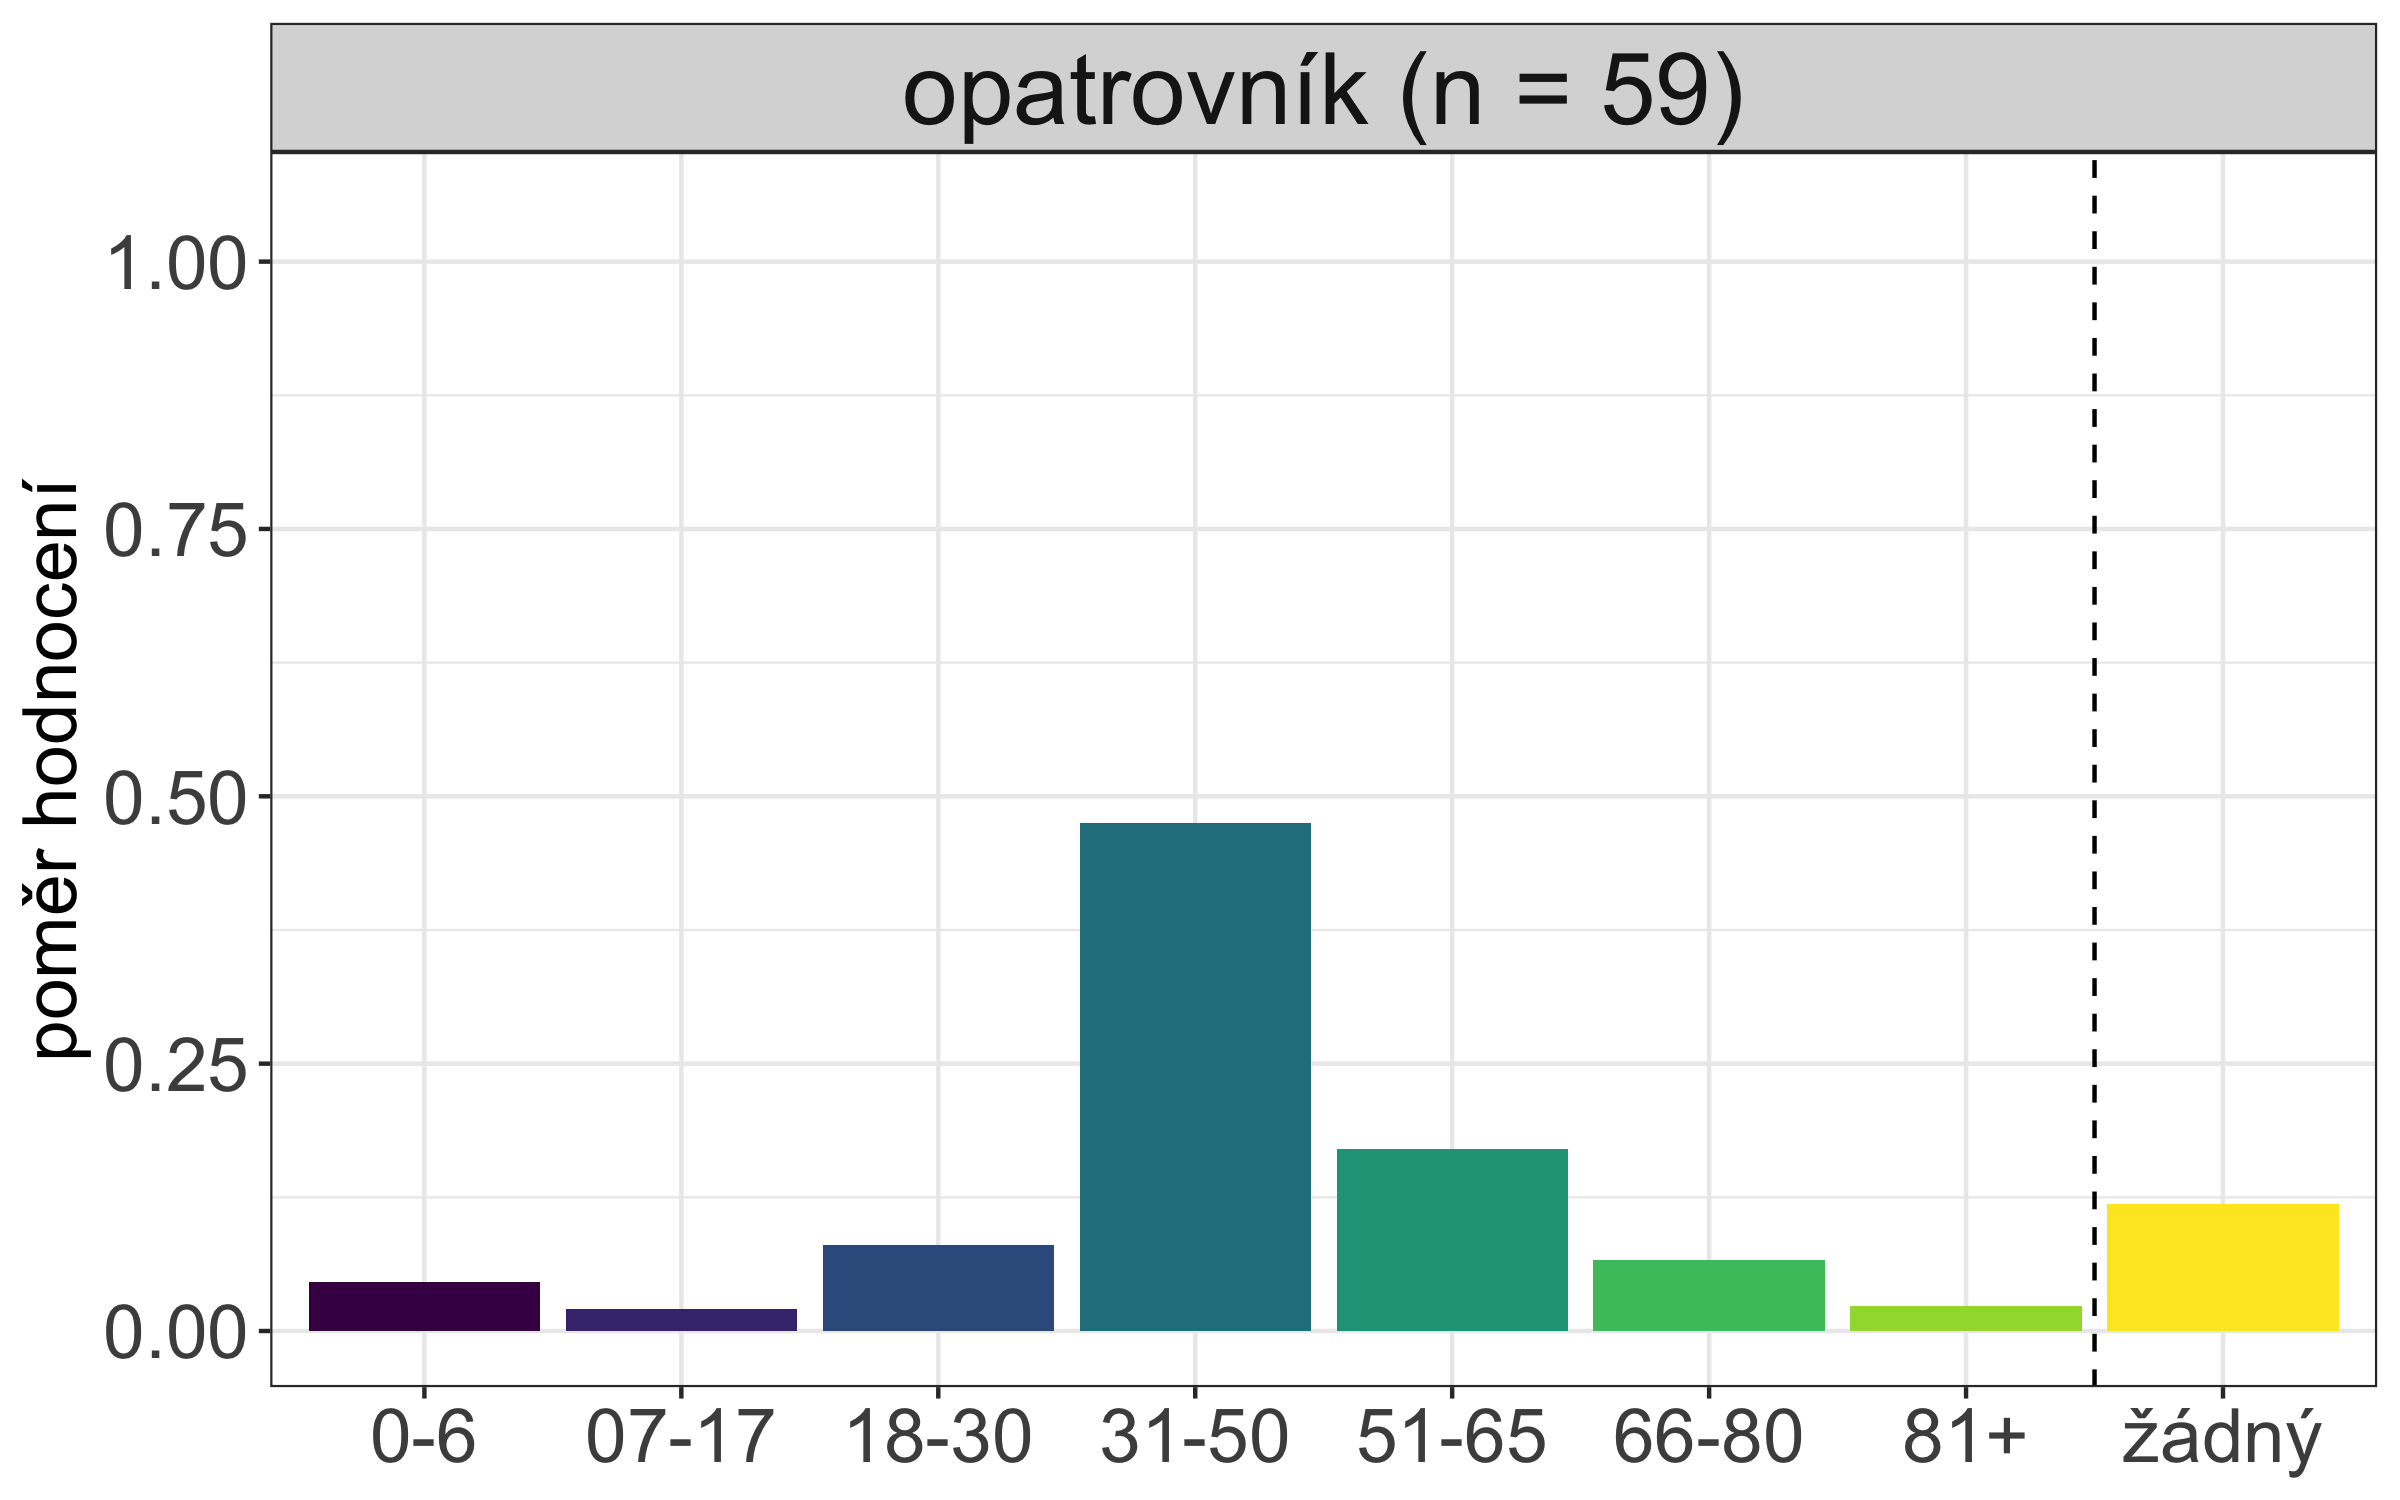 opatrovník (n = 59)
poměr hodnocení
1.00
0.75
0.50
0.25
0.00
0-6 07-17 18-30 31-50 51-65 66-80 81+ žádný